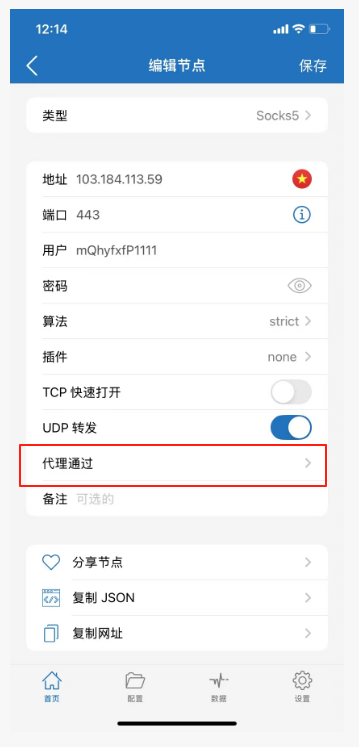 12:14
编辑节点
保存
类型 Socks5
地址 103.184.113.59
端口 443
用户 mQhyfxfP1111
密码
算法 strict
插件 none
TCP 快速打开
UDP 转发
代理通过
备注 可选的
分享节点
复制 JSON
复制网址
首页 配置 数据 设置